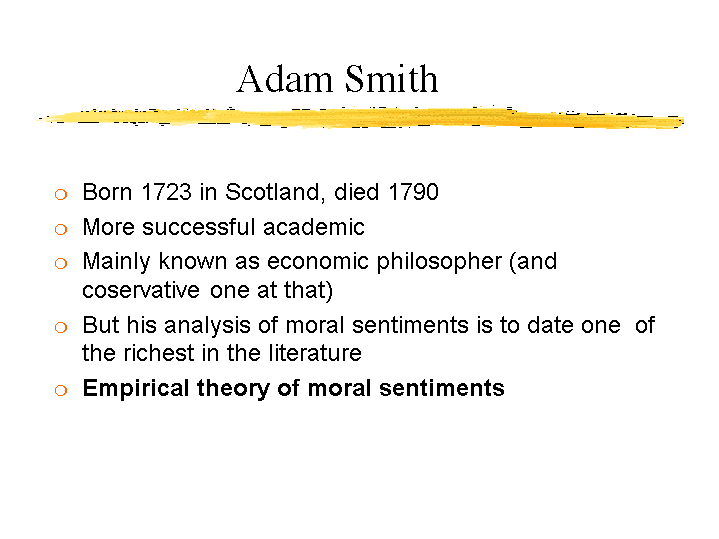 Adam Smith
Born 1723 in Scotland, died 1790
More successful academic
Mainly known as economic philosopher (and
coservative one at that)
But his analysis of moral sentiments is to date one  of
the richest in the literature
Empirical theory of moral sentiments